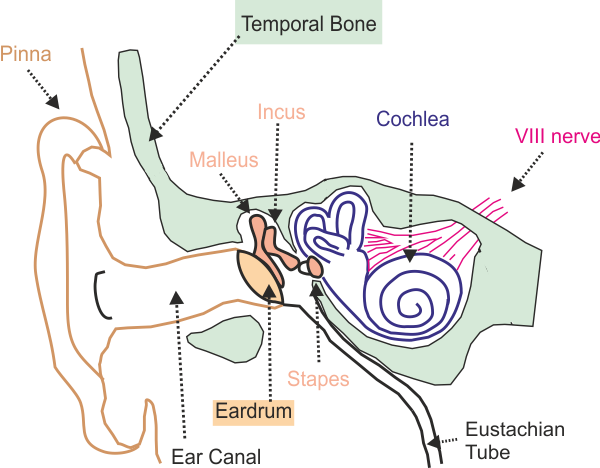 Temporal Bone
Pinna
Incus
Cochlea
VIII nerve
Malleus
Stapes
Eardrum
Ear Canal
Eustachian
Tube